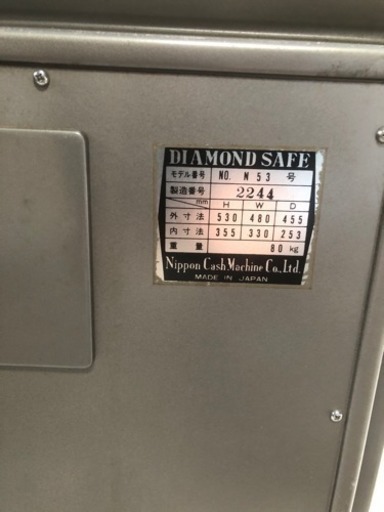 DIAMOND SAFE
モデル番号 NO. N 53 号
製造番号 2244
mm H W D
外寸法 530 480 455
内寸法 355 330 253
重量 80 kg
Nippon Cash Machine Co.,Ltd.
MADE IN JAPAN